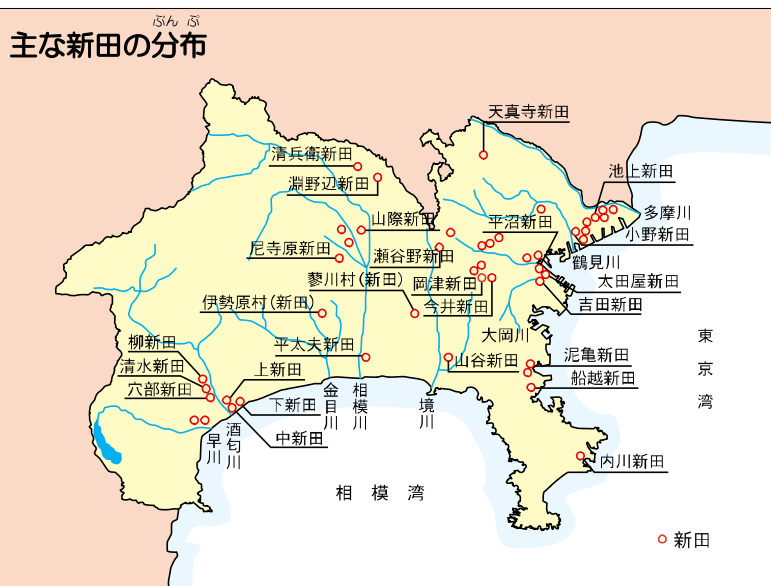 ぶん ぷ
主な新田の分布
天真寺新田
清兵衛新田
淵野辺新田
池上新田
多摩川
山際新田
平沼新田
小野新田
尼寺原新田
瀬谷野新田
鶴見川
蓼川村(新田)
岡津新田
太田屋新田
伊勢原村(新田)
今井新田
吉田新田
大岡川
柳新田
平太夫新田
東京湾
清水新田
上新田
山谷新田
泥亀新田
穴部新田
船越新田
下新田
金目川
相模川
境川
中新田
酒匂川
早川
内川新田
相模湾
新田